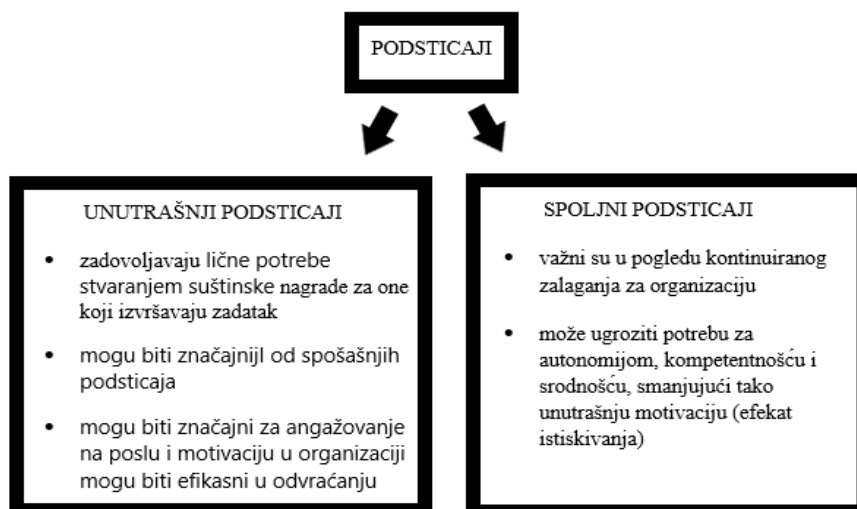 PODSTICAJI
UNUTRAŠNJI PODSTICAJI
• zadovoljavaju lične potrebe
stvaranjem suštinske nagrade za one
koji izvršavaju zadatak
• mogu biti značajnijl od spošašnjih
podsticaja
• mogu biti značajni za angažovanje
na poslu i motivaciju u organizaciji
mogu biti efikasni u odvraćanju
SPOLJNI PODSTICAJI
• važni su u pogledu kontinuiranog
zalaganja za organizaciju
• može ugroziti potrebu za
autonomijom, kompetentnošću i
srodnošću, smanjujući tako
unutrašnju motivaciju (efekat
istiskivanja)